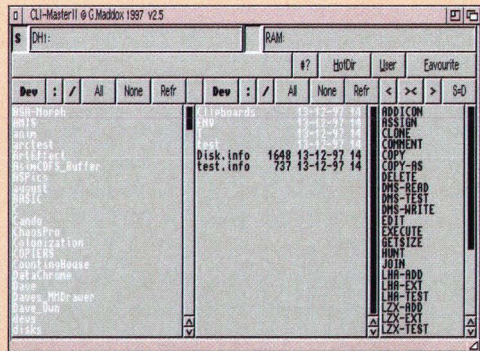 CLI-MasterII @ G.Maddox 1997 v2.5
S DH1: RAM:
#? HotDir User Favourite
Dev : / All None Refr Dev : / All None Refr < >< > S=D
ASA-Morph
AMIS
anim
arctest
ArtEffect
AsimCDFS_Buffer
ASPics
august
BASIC
C
Cando
ChaosPro
Colonization
COPIERS
CountingHouse
DataChrome
Dave
Daves_MMDrawer
Dave_Own
devs
disks
Clipboards 13-12-97 14
ENV 13-12-97 14
T 13-12-97 14
test 13-12-97 14
Disk.info 1648 13-12-97 14
test.info 737 13-12-97 14
ADDICON
ASSIGN
CLONE
COMMENT
COPY
COPY-AS
DELETE
DMS-READ
DMS-TEST
DMS-WRITE
EDIT
EXECUTE
GETSIZE
HUNT
JOIN
LHA-ADD
LHA-EXT
LHA-TEST
LZX-ADD
LZX-EXT
LZX-TEST